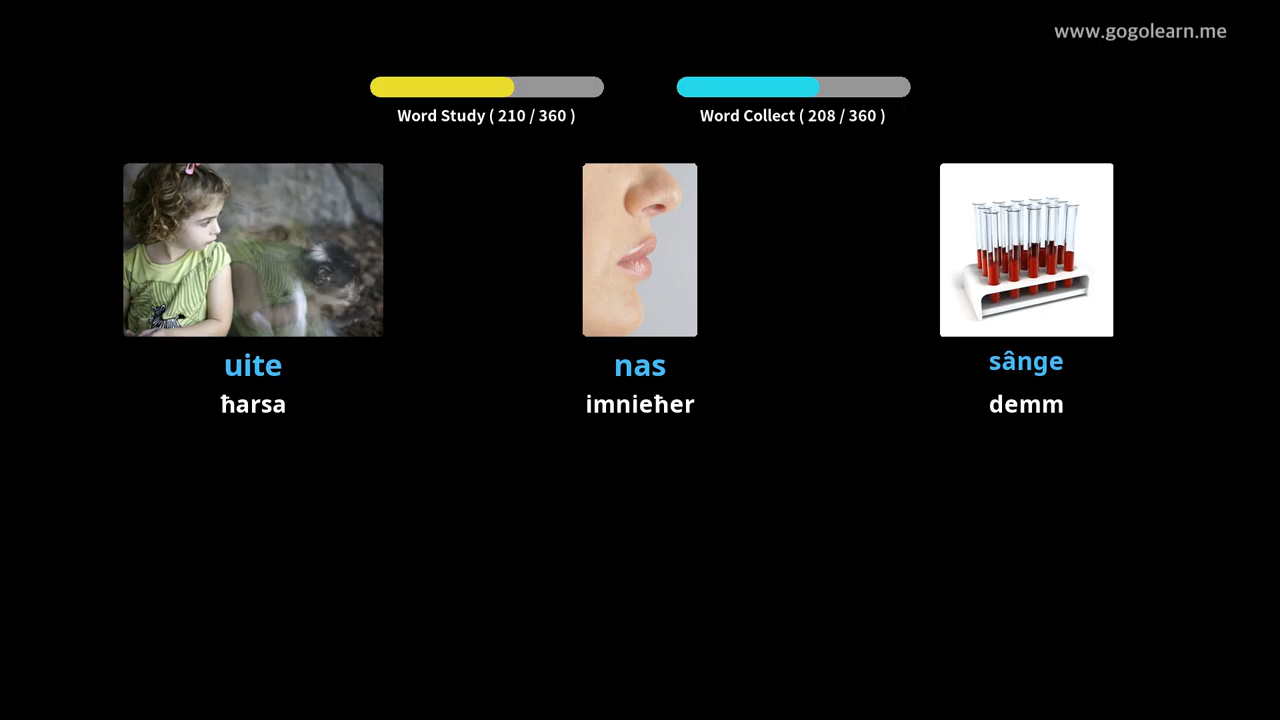 www.gogolearn.me
Word Study ( 210 / 360 )
Word Collect ( 208 / 360 )
uite
nas
sânge
ħarsa
imnieħer
demm